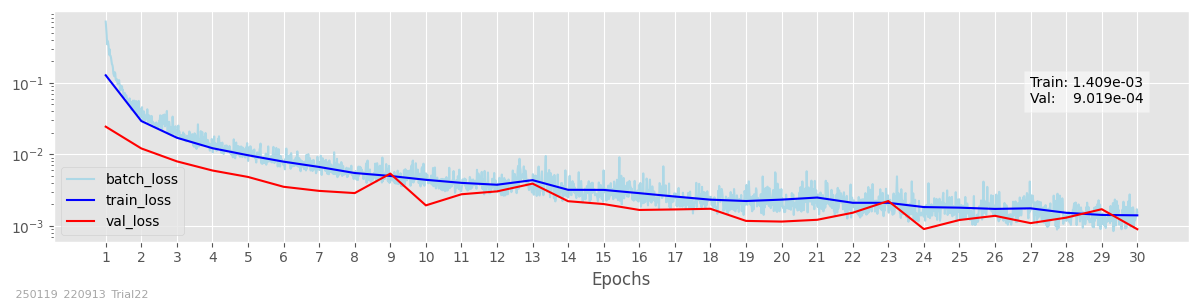 10⁻¹
10⁻²
10⁻³
Train: 1.409e-03
Val: 9.019e-04
batch_loss
train_loss
val_loss
1 2 3 4 5 6 7 8 9 10 11 12 13 14 15 16 17 18 19 20 21 22 23 24 25 26 27 28 29 30
Epochs
250119_220913_Trial22